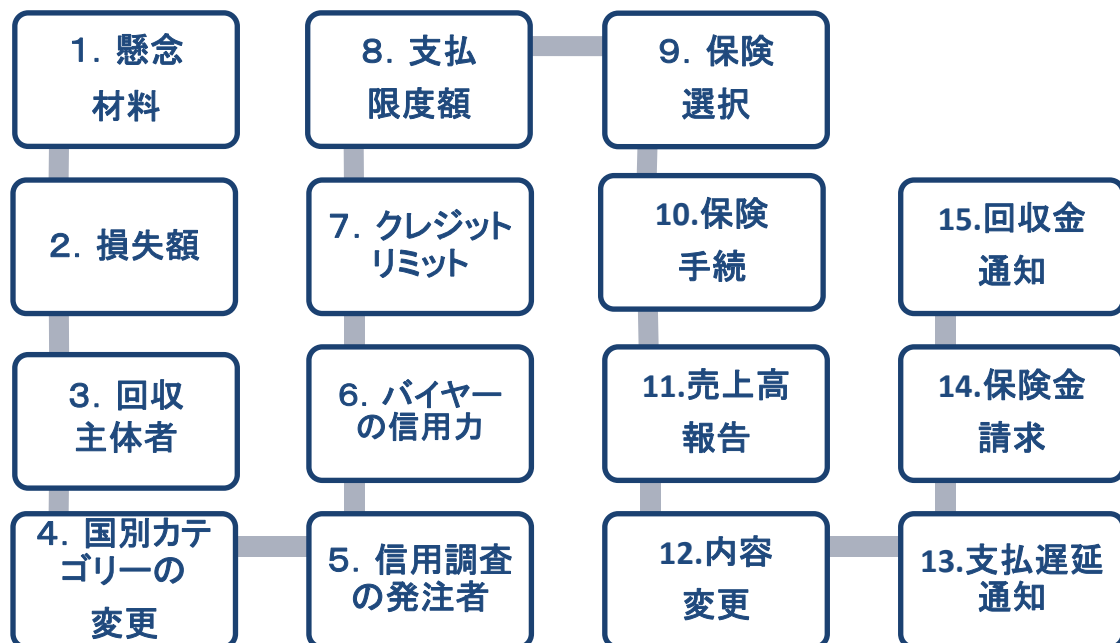 1. 懸念
材料
2. 損失額
3. 回収
主体者
4. 国別カテ
ゴリーの
変更
5. 信用調査
の発注者
6. バイヤー
の信用力
7. クレジット
リミット
8. 支払
限度額
9. 保険
選択
10.保険
手続
11.売上高
報告
12.内容
変更
13.支払遅延
通知
14.保険金
請求
15.回収金
通知